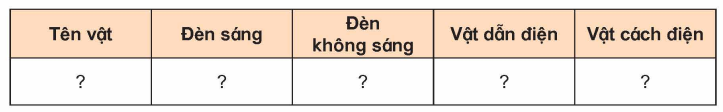 Tên vật
Đèn sáng
Đèn
không sáng
Vật dẫn điện
Vật cách điện
?
?
?
?
?